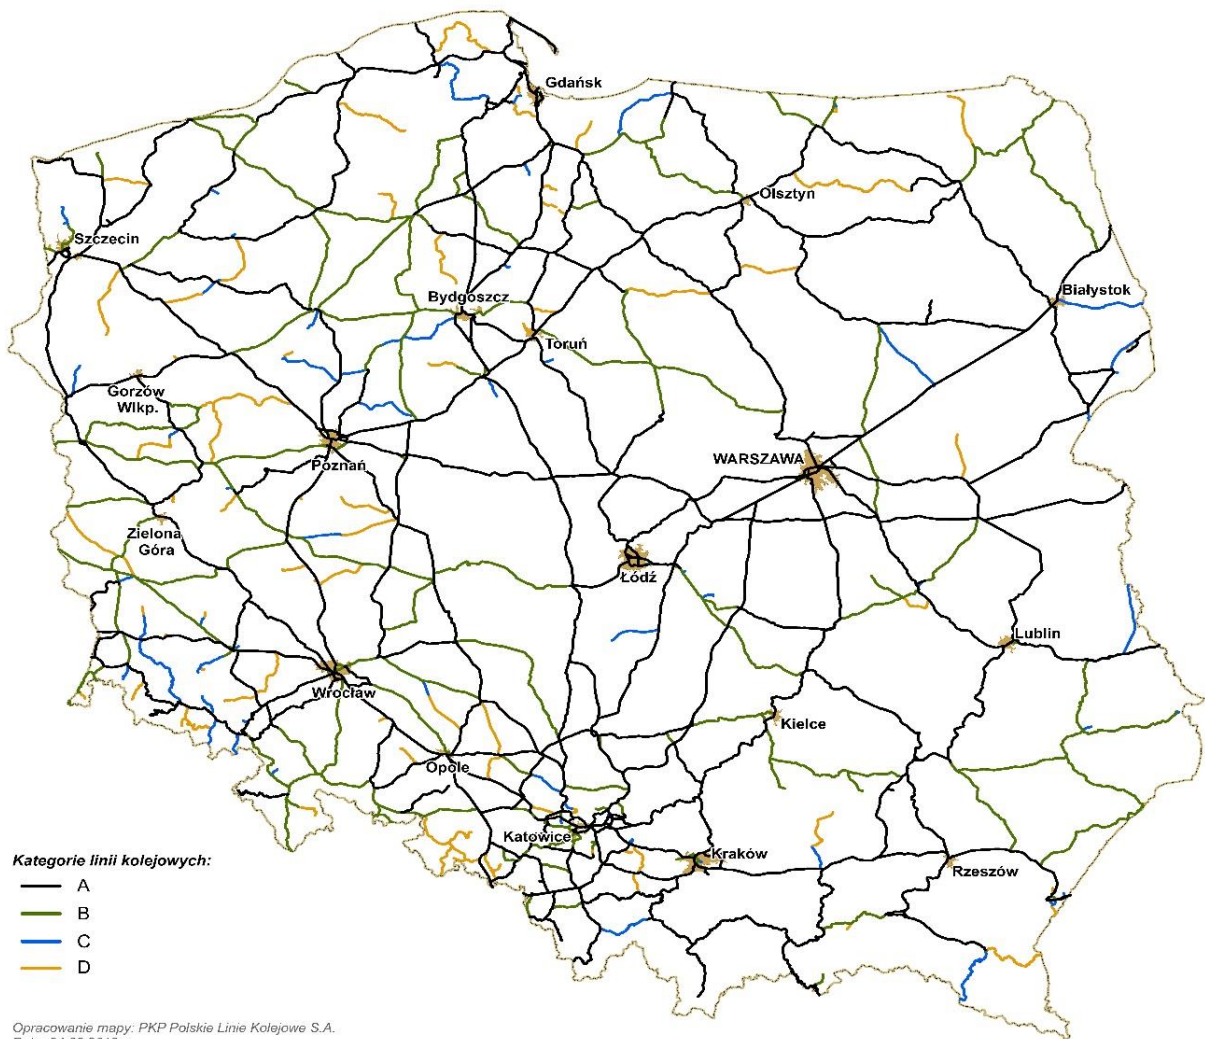 Gdańsk
Olsztyn
Szczecin
Białystok
Bydgoszcz
Toruń
Gorzów
Wlkp.
Poznań
WARSZAWA
Zielona
Góra
Łódź
Lublin
Wrocław
Kielce
Opole
Katowice
Kraków
Rzeszów
Kategorie linii kolejowych:
A
B
C
D
Opracowanie mapy: PKP Polskie Linie Kolejowe S.A.